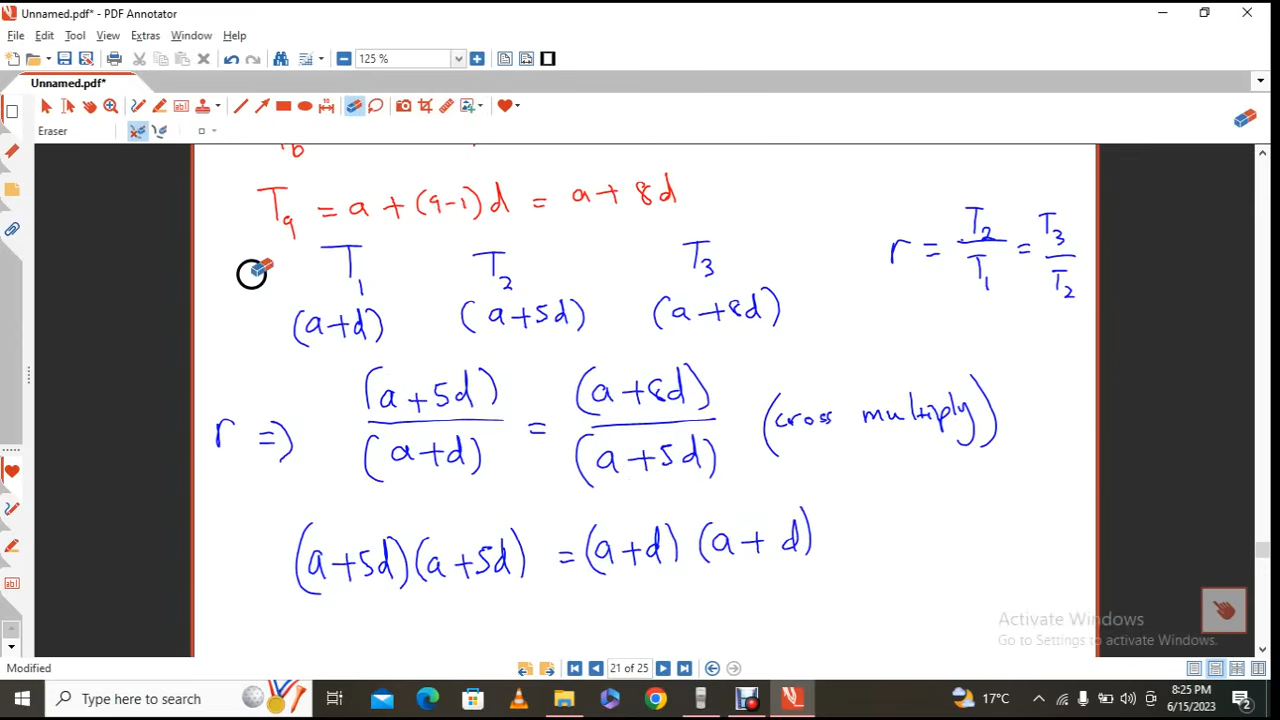 Unnamed.pdf* - PDF Annotator
File Edit Tool View Extras Window Help
125 %
Unnamed.pdf*
Eraser
T₉ = a + (9-1)d = a + 8d
T₁ T₂ T₃
r = T₂/T₁ = T₃/T₂
(a+d) (a+5d) (a+8d)
r => (a+5d)/(a+d) = (a+8d)/(a+5d) (cross multiply)
(a+5d)(a+5d) = (a+d) (a+ d)
Activate Windows
Go to Settings to activate Windows.
21 of 25
Modified
Type here to search
17°C
8:25 PM
6/15/2023
2